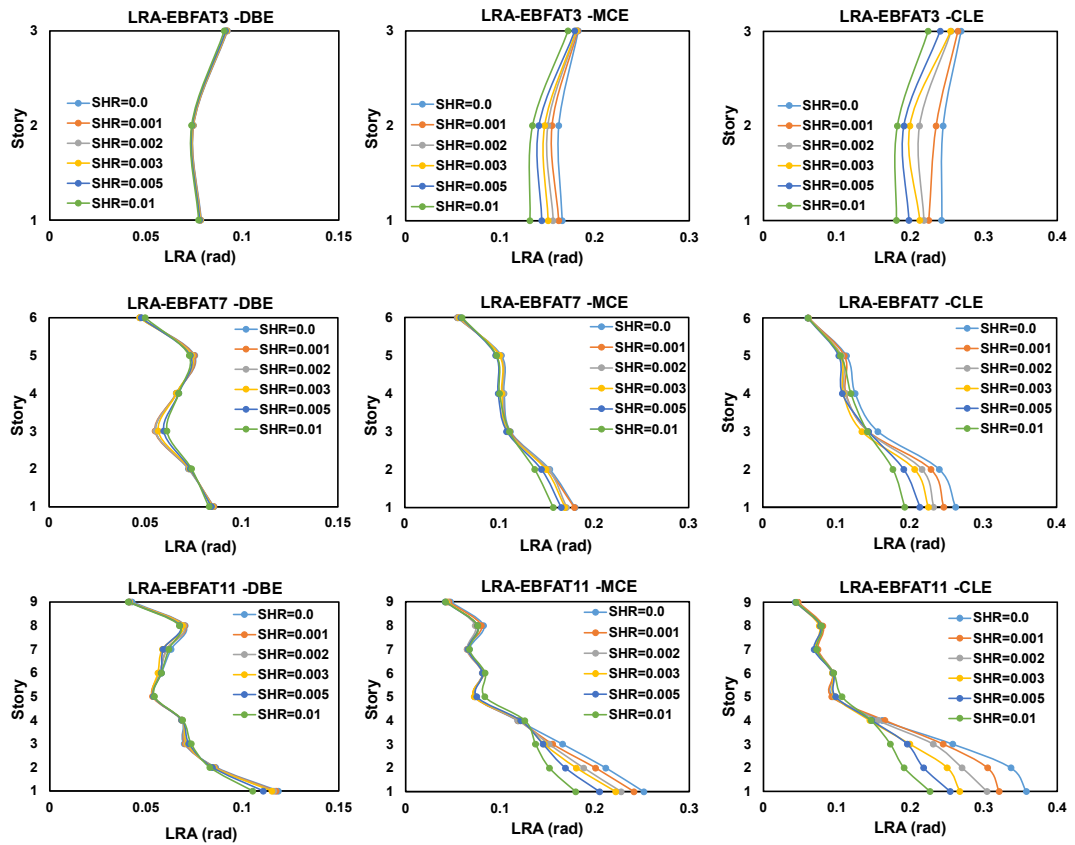 LRA-EBFAT3 -DBE
3
2
1
Story
SHR=0.0
SHR=0.001
SHR=0.002
SHR=0.003
SHR=0.005
SHR=0.01
0 0.05 0.1 0.15
LRA (rad)
LRA-EBFAT3 -MCE
3
2
1
Story
SHR=0.0
SHR=0.001
SHR=0.002
SHR=0.003
SHR=0.005
SHR=0.01
0 0.1 0.2 0.3
LRA (rad)
LRA-EBFAT3 -CLE
3
2
1
Story
SHR=0.0
SHR=0.001
SHR=0.002
SHR=0.003
SHR=0.005
SHR=0.01
0 0.1 0.2 0.3 0.4
LRA (rad)
LRA-EBFAT7 -DBE
6
5
4
3
2
1
Story
SHR=0.0
SHR=0.001
SHR=0.002
SHR=0.003
SHR=0.005
SHR=0.01
0 0.05 0.1 0.15
LRA (rad)
LRA-EBFAT7 -MCE
6
5
4
3
2
1
Story
SHR=0.0
SHR=0.001
SHR=0.002
SHR=0.003
SHR=0.005
SHR=0.01
0 0.1 0.2 0.3
LRA (rad)
LRA-EBFAT7 -CLE
6
5
4
3
2
1
Story
SHR=0.0
SHR=0.001
SHR=0.002
SHR=0.003
SHR=0.005
SHR=0.01
0 0.1 0.2 0.3 0.4
LRA (rad)
LRA-EBFAT11 -DBE
9
8
7
6
5
4
3
2
1
Story
SHR=0.0
SHR=0.001
SHR=0.002
SHR=0.003
SHR=0.005
SHR=0.01
0 0.05 0.1 0.15
LRA (rad)
LRA-EBFAT11 -MCE
9
8
7
6
5
4
3
2
1
Story
SHR=0.0
SHR=0.001
SHR=0.002
SHR=0.003
SHR=0.005
SHR=0.01
0 0.1 0.2 0.3
LRA (rad)
LRA-EBFAT11 -CLE
9
8
7
6
5
4
3
2
1
Story
SHR=0.0
SHR=0.001
SHR=0.002
SHR=0.003
SHR=0.005
SHR=0.01
0 0.1 0.2 0.3 0.4
LRA (rad)